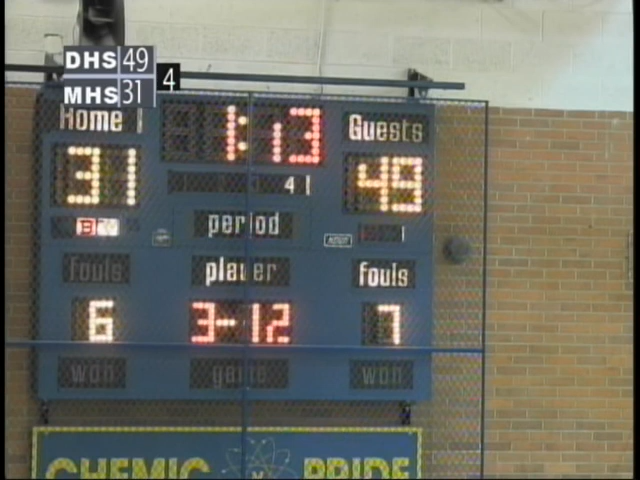 DHS 49
MHS 31 4
Home 1:13 Guests
31 4 49
B
period
fouls player fouls
6 3-12 7
won game won
CHEMIC PRIDE